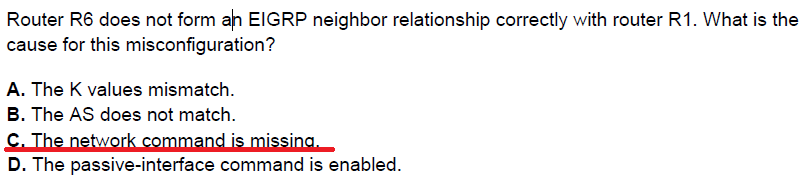 Router R6 does not form an EIGRP neighbor relationship correctly with router R1. What is the
cause for this misconfiguration?
A. The K values mismatch.
B. The AS does not match.
C. The network command is missing.
D. The passive-interface command is enabled.